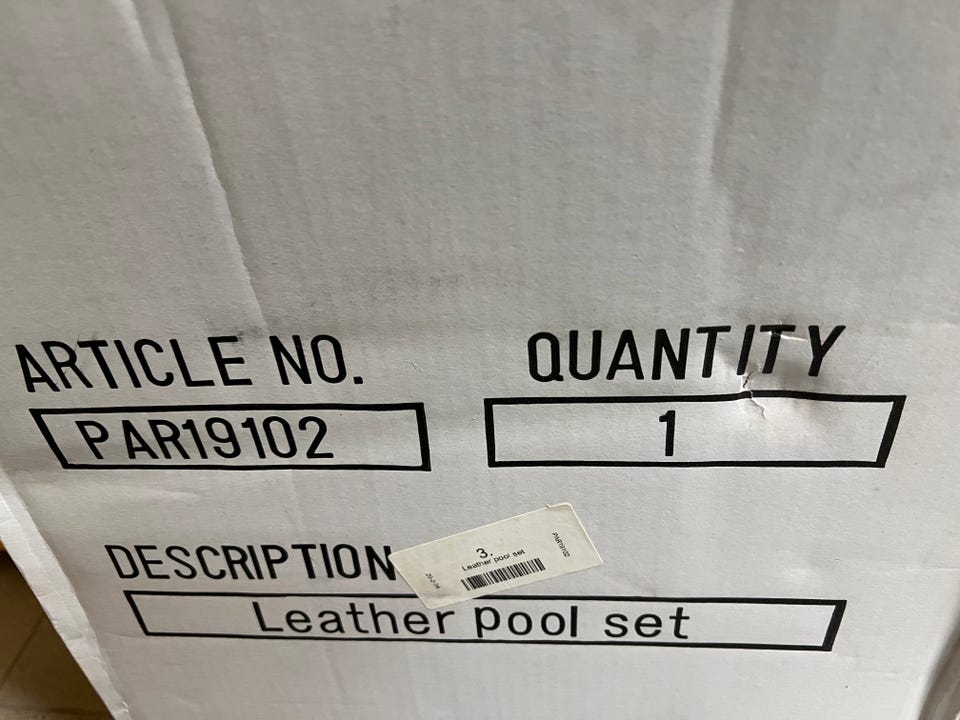 ARTICLE NO.
QUANTITY
PAR19102
1
DESCRIPTION
3.
Leather pool set
PAR19102
Leather pool set